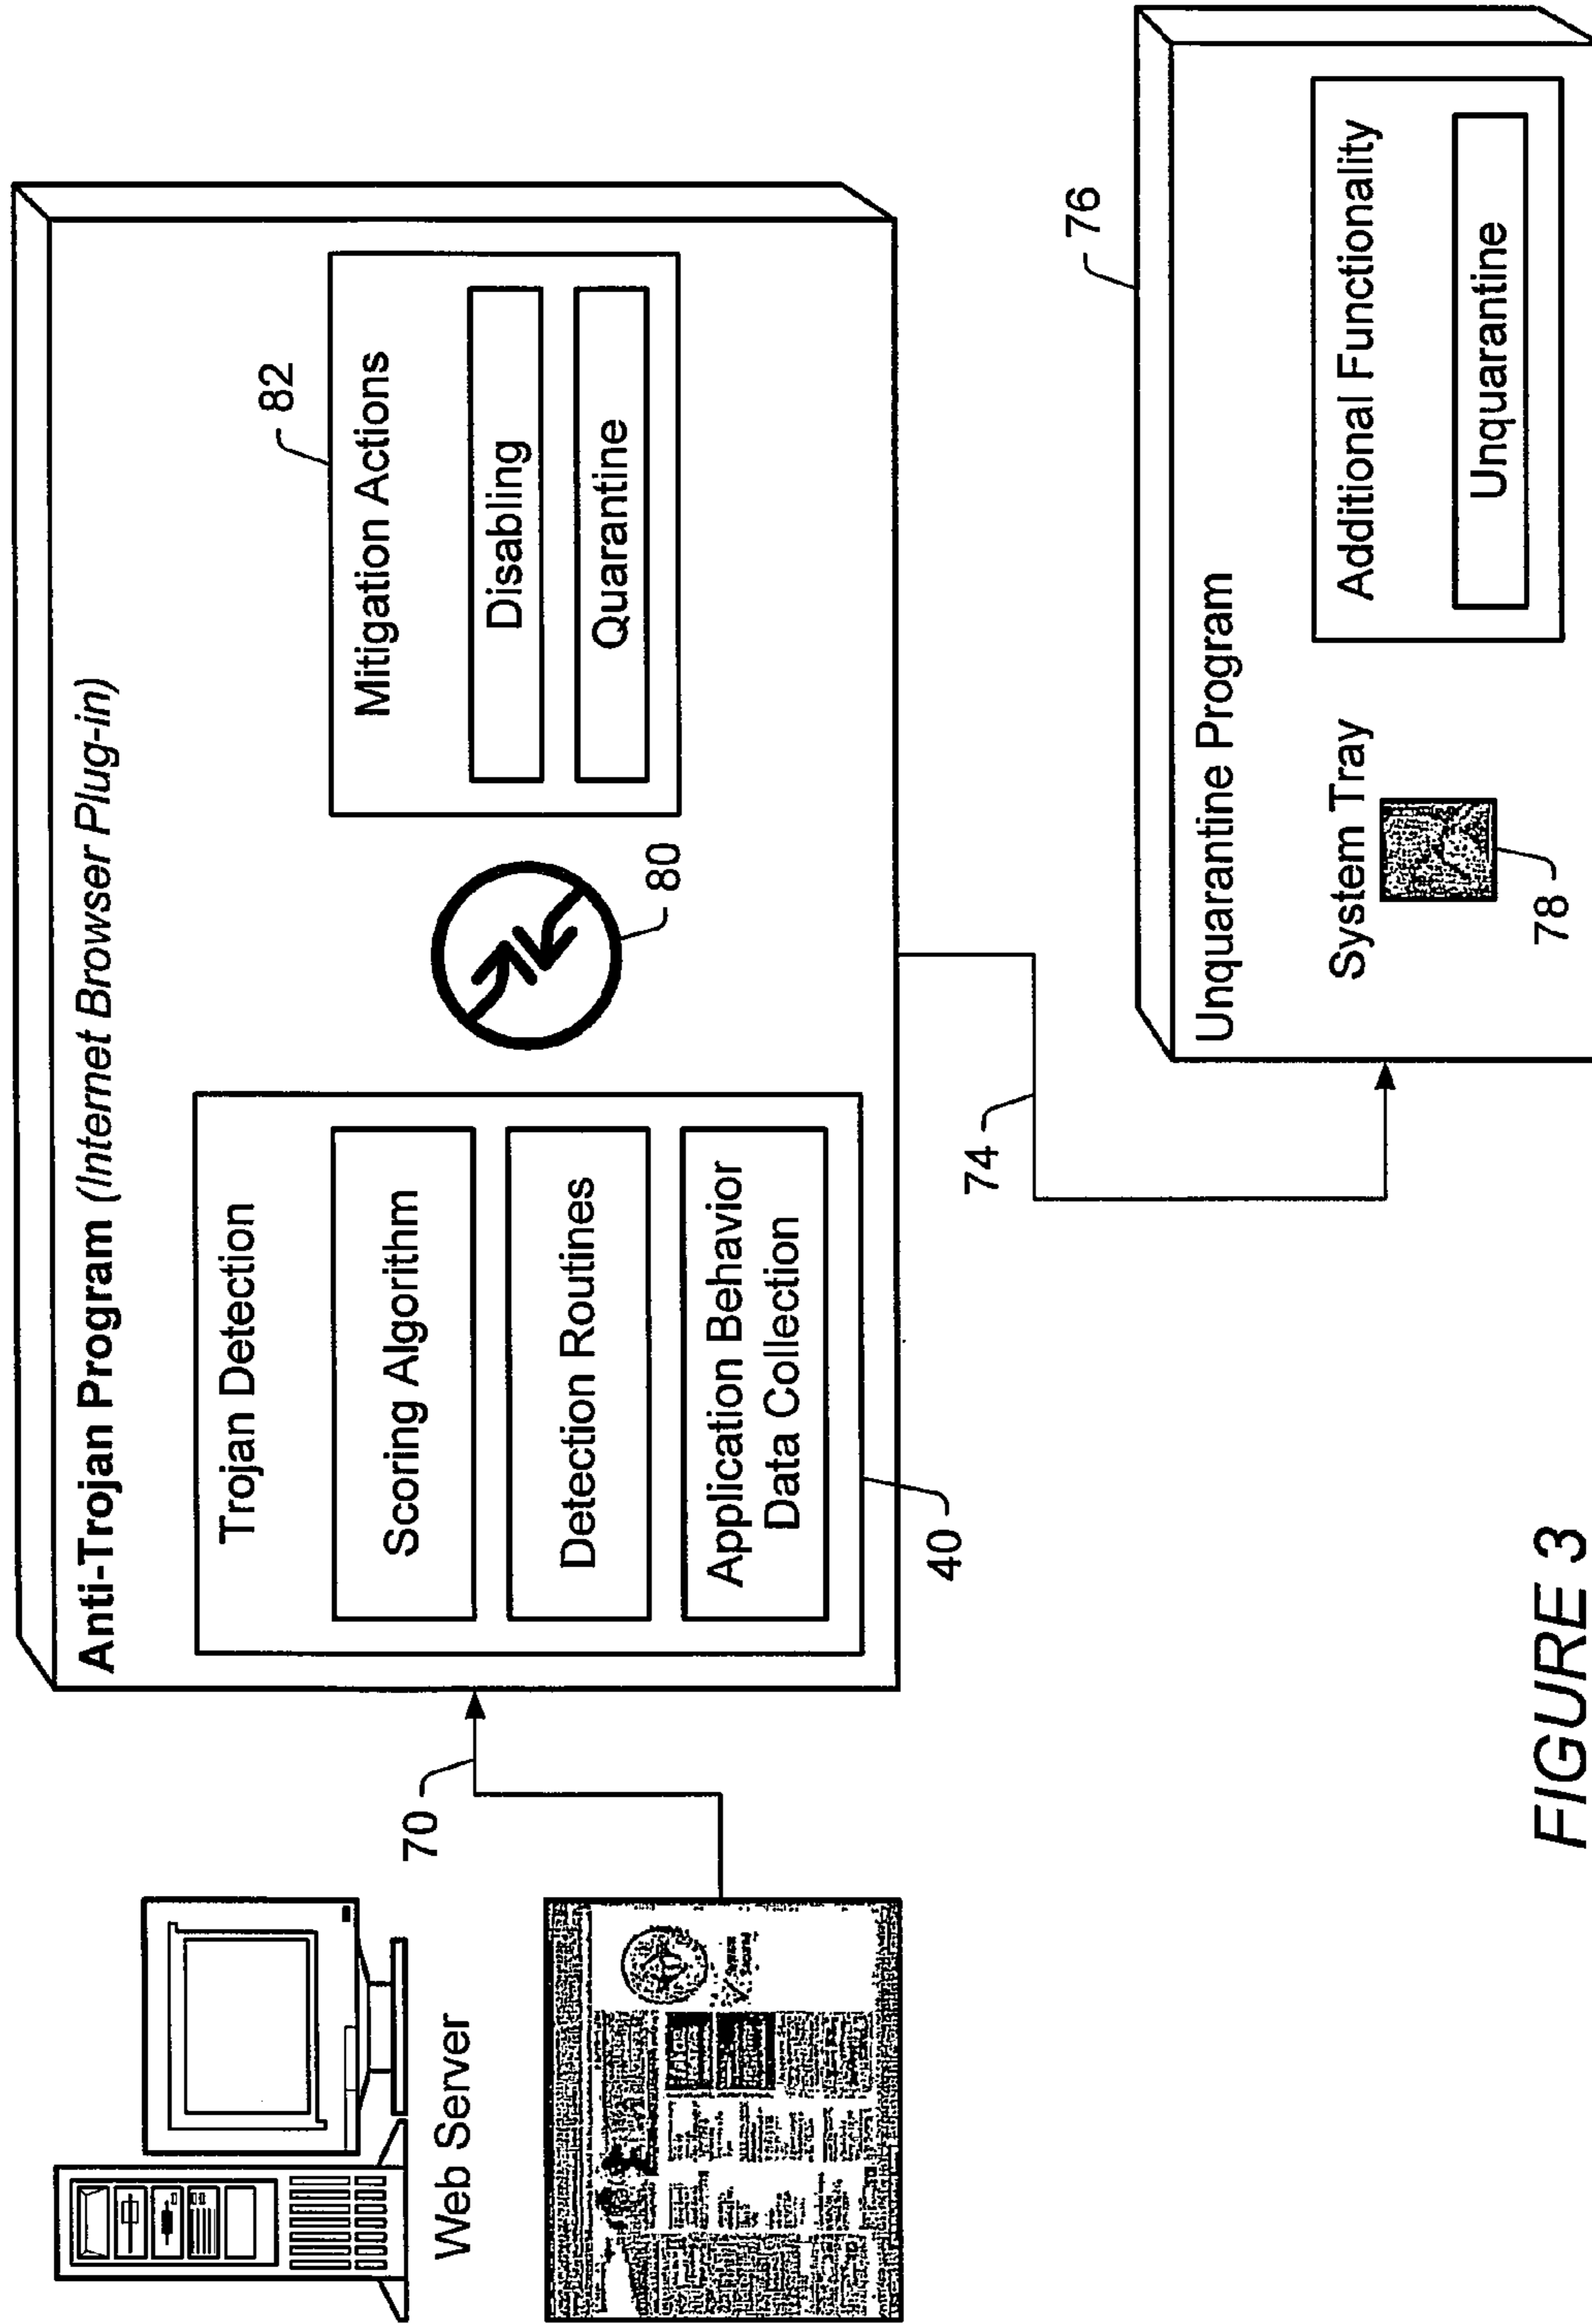 Web Server
70
Anti-Trojan Program (Internet Browser Plug-in)
Trojan Detection
Scoring Algorithm
Detection Routines
Application Behavior
Data Collection
40
80
82
Mitigation Actions
Disabling
Quarantine
74
76
Unquarantine Program
System Tray
78
Additional Functionality
Unquarantine
FIGURE 3